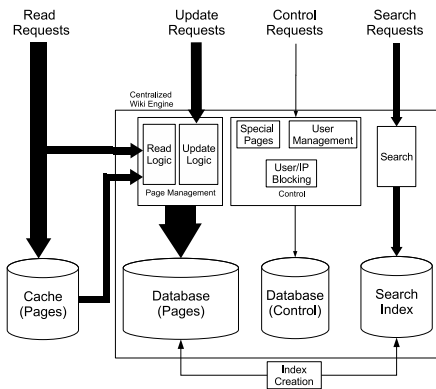 Read
Requests
Update
Requests
Control
Requests
Search
Requests
Centralized
Wiki Engine
Read
Logic
Update
Logic
Page Management
Special
Pages
User
Management
User/IP
Blocking
Control
Search
Cache
(Pages)
Database
(Pages)
Database
(Control)
Search
Index
Index
Creation